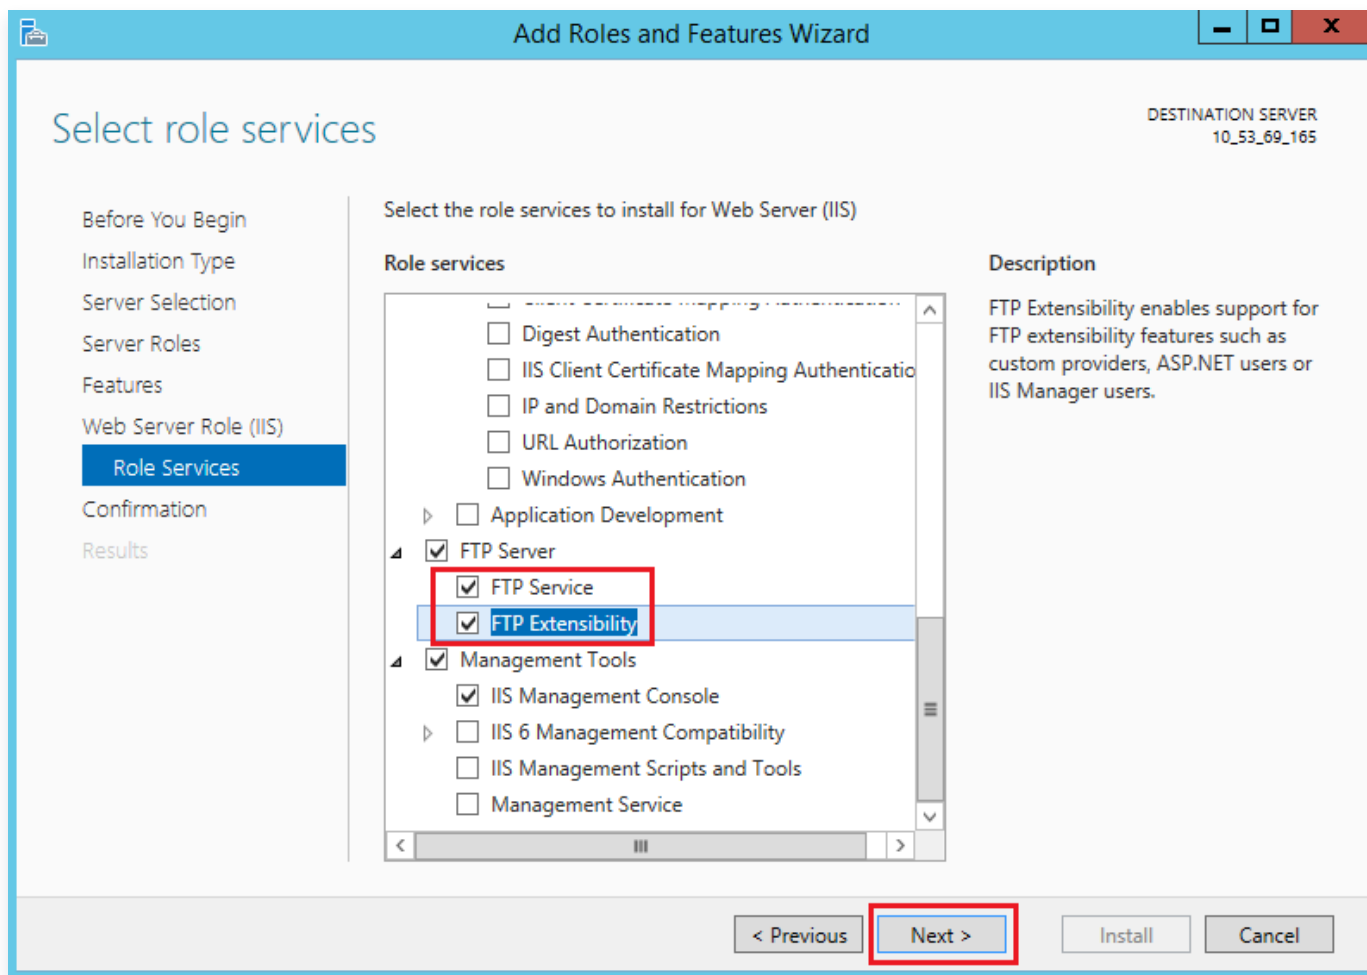 Add Roles and Features Wizard
Select role services
DESTINATION SERVER
10_53_69_165
Before You Begin
Installation Type
Server Selection
Server Roles
Features
Web Server Role (IIS)
Role Services
Confirmation
Results
Select the role services to install for Web Server (IIS)
Role services
Client Certificate Mapping Authentication
Digest Authentication
IIS Client Certificate Mapping Authenticatio
IP and Domain Restrictions
URL Authorization
Windows Authentication
Application Development
FTP Server
FTP Service
FTP Extensibility
Management Tools
IIS Management Console
IIS 6 Management Compatibility
IIS Management Scripts and Tools
Management Service
Description
FTP Extensibility enables support for
FTP extensibility features such as
custom providers, ASP.NET users or
IIS Manager users.
< Previous
Next >
Install
Cancel